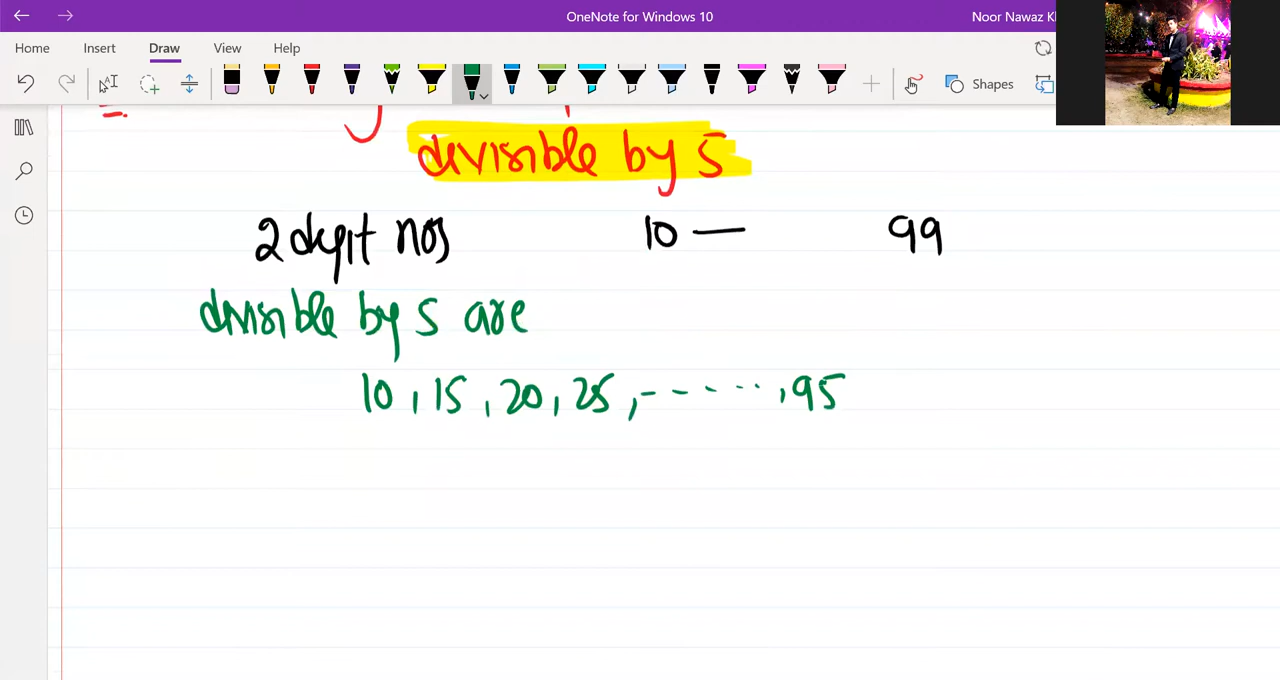 OneNote for Windows 10
Noor Nawaz Kh
Home Insert Draw View Help
Shapes
divisible by 5
2 digit nos 10 — 99
divisible by 5 are
10, 15, 20, 25, - - - - - -, 95